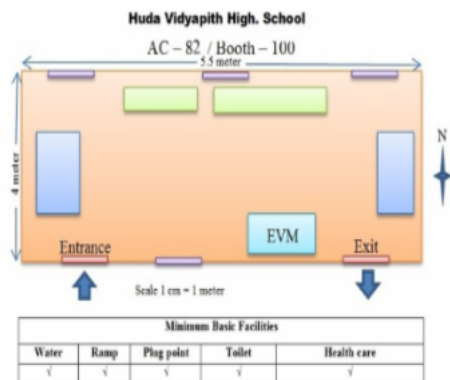 Huda Vidyapith High. School
AC – 82 / Booth – 100
5.5 meter
4 meter
N
EVM
Entrance
Exit
Scale 1 cm = 1 meter
Minimum Basic Facilities
Water Ramp Plug point Toilet Health care
√ √ √ √ √